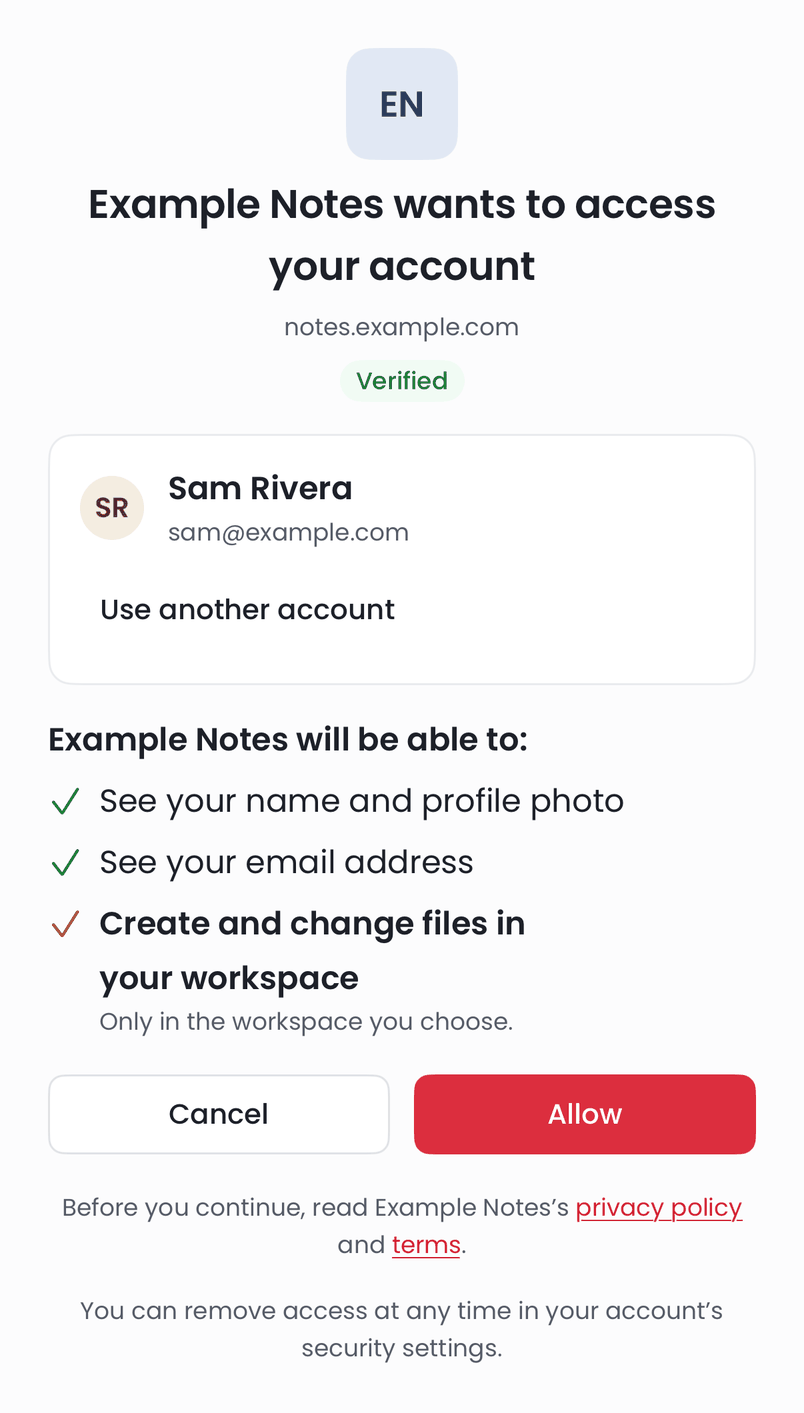 EN
Example Notes wants to access
your account
notes.example.com
Verified
SR
Sam Rivera
sam@example.com
Use another account
Example Notes will be able to:
See your name and profile photo
See your email address
Create and change files in
your workspace
Only in the workspace you choose.
Cancel
Allow
Before you continue, read Example Notes’s privacy policy
and terms.
You can remove access at any time in your account’s
security settings.